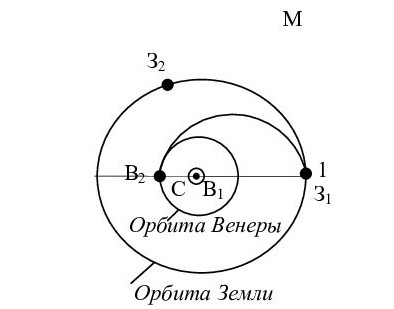 М
З₂
В₂ С В₁ 1
З₁
Орбита Венеры
Орбита Земли